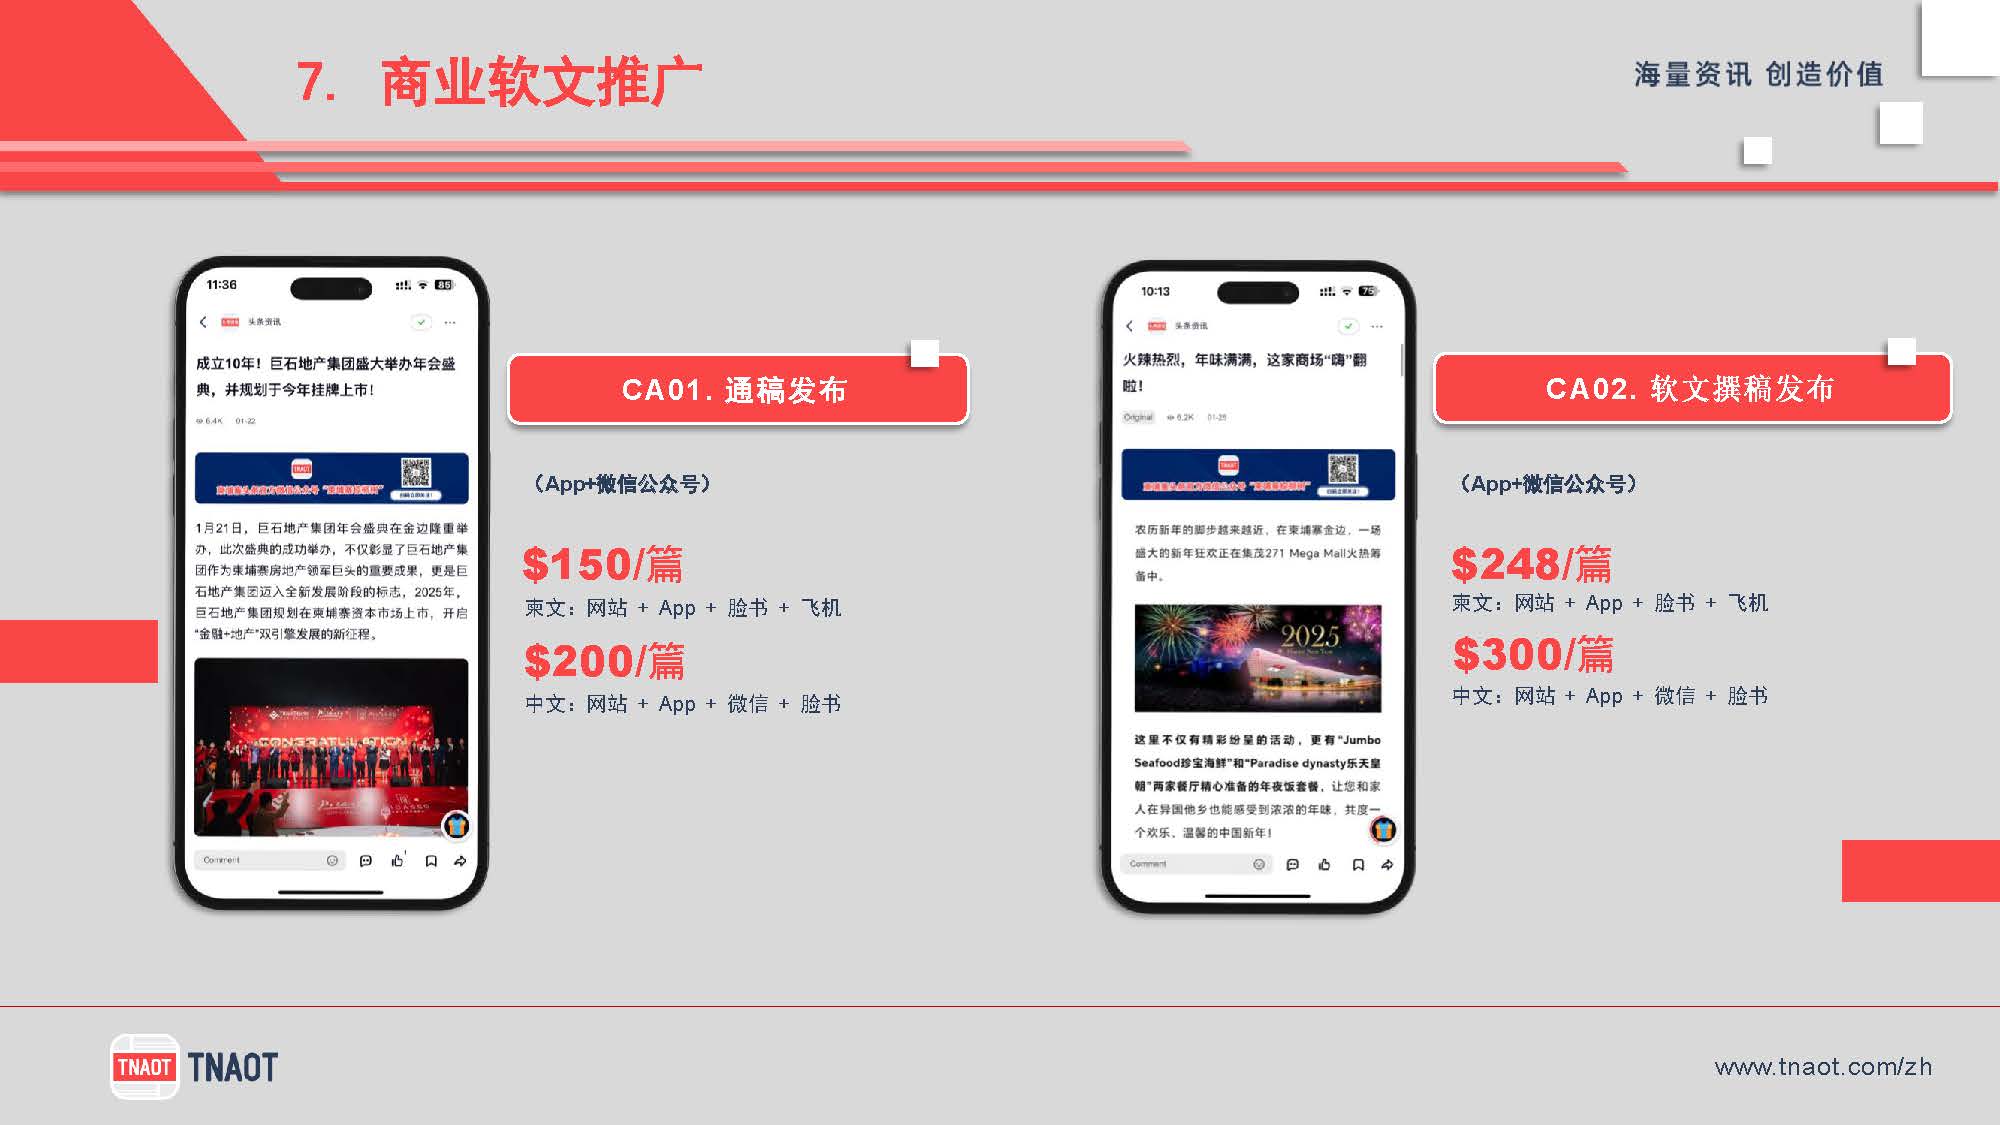 7. 商业软文推广
海量资讯 创造价值
11:36
85
头条资讯
成立10年！巨石地产集团盛大举办年会盛
典，并规划于今年挂牌上市！
6.4K 01-22
TNAOT
1月21日，巨石地产集团年会盛典在金边隆重举
办，此次盛典的成功举办，不仅彰显了巨石地产集
团作为柬埔寨房地产领军巨头的重要成果，更是巨
石地产集团迈入全新发展阶段的标志，2025年，
巨石地产集团规划在柬埔寨资本市场上市，开启
“金融+地产”双引擎发展的新征程。
CONGRATULATION
Comment
CA01. 通稿发布
（App+微信公众号）
$150/篇
柬文：网站 + App + 脸书 + 飞机
$200/篇
中文：网站 + App + 微信 + 脸书
10:13
75
头条资讯
火辣热烈，年味满满，这家商场“嗨”翻
啦！
Original 6.2K 01-25
TNAOT
农历新年的脚步越来越近，在柬埔寨金边，一场
盛大的新年狂欢正在集茂271 Mega Mall火热筹
备中。
2025
Happy New Year
这里不仅有精彩纷呈的活动，更有“Jumbo
Seafood珍宝海鲜”和“Paradise dynasty乐天皇
朝”两家餐厅精心准备的年夜饭套餐，让您和家
人在异国他乡也能感受到浓浓的年味，共度一
个欢乐、温馨的中国新年！
Comment
CA02. 软文撰稿发布
（App+微信公众号）
$248/篇
柬文：网站 + App + 脸书 + 飞机
$300/篇
中文：网站 + App + 微信 + 脸书
TNAOT TNAOT
www.tnaot.com/zh